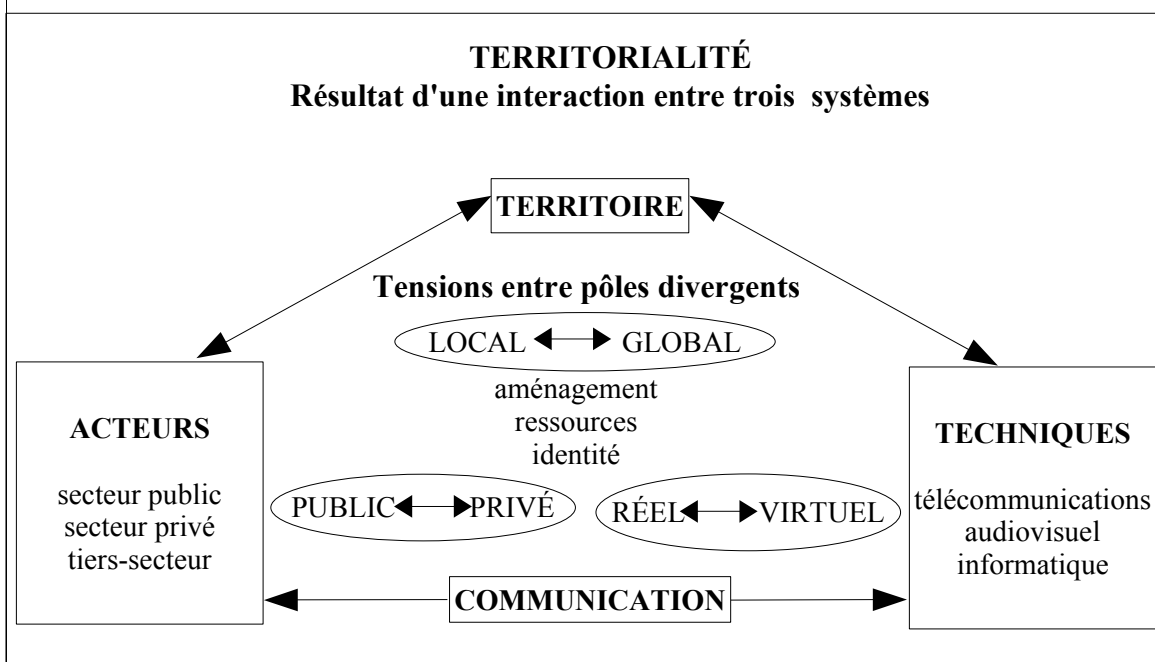 TERRITORIALITÉ
Résultat d'une interaction entre trois systèmes
TERRITOIRE
Tensions entre pôles divergents
LOCAL GLOBAL
aménagement
ressources
identité
ACTEURS
secteur public
secteur privé
tiers-secteur
PUBLIC PRIVÉ
RÉEL VIRTUEL
TECHNIQUES
télécommunications
audiovisuel
informatique
COMMUNICATION